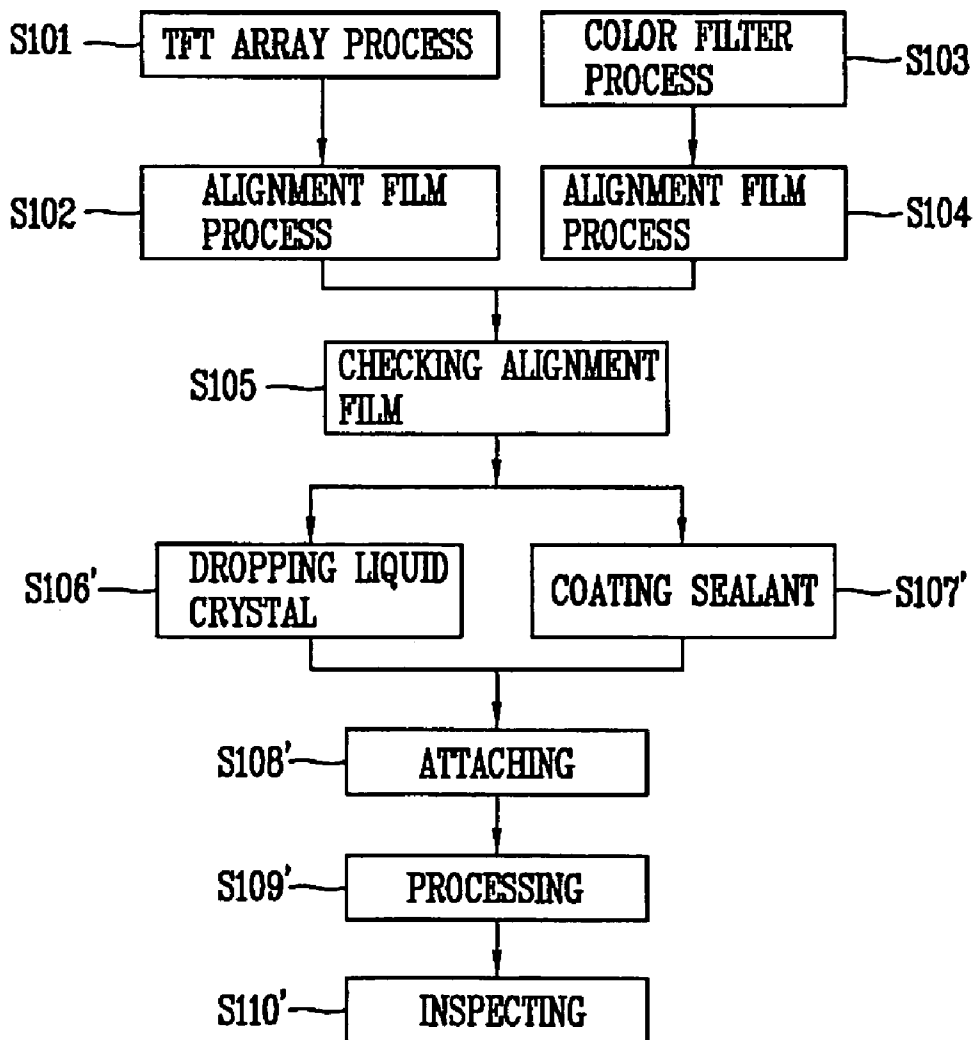 S101
TFT ARRAY PROCESS
COLOR FILTER
PROCESS
S103
S102
ALIGNMENT FILM
PROCESS
ALIGNMENT FILM
PROCESS
S104
S105
CHECKING ALIGNMENT
FILM
S106'
DROPPING LIQUID
CRYSTAL
COATING SEALANT
S107'
S108'
ATTACHING
S109'
PROCESSING
S110'
INSPECTING